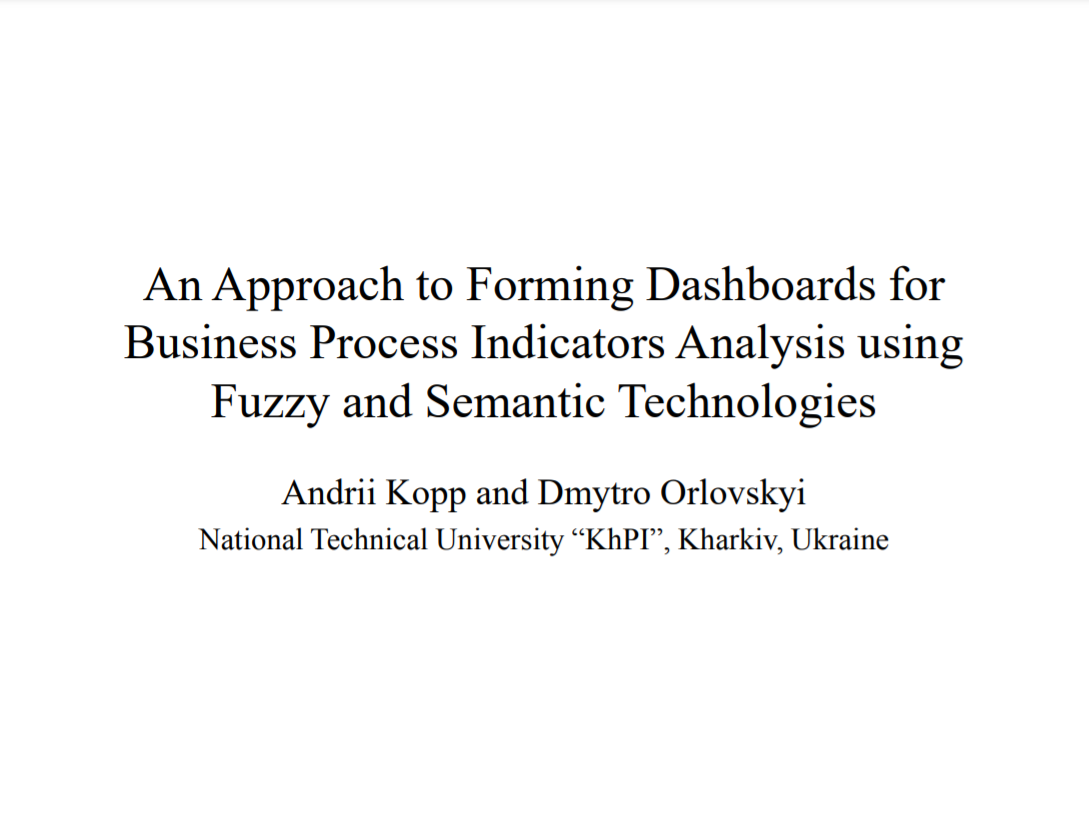 An Approach to Forming Dashboards for
Business Process Indicators Analysis using
Fuzzy and Semantic Technologies
Andrii Kopp and Dmytro Orlovskyi
National Technical University “KhPI”, Kharkiv, Ukraine